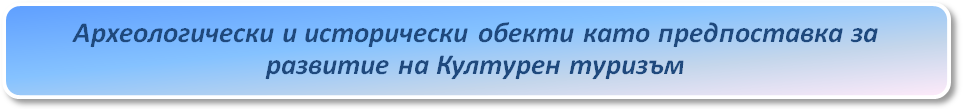 Археологически и исторически обекти като предпоставка за
развитие на Културен туризъм